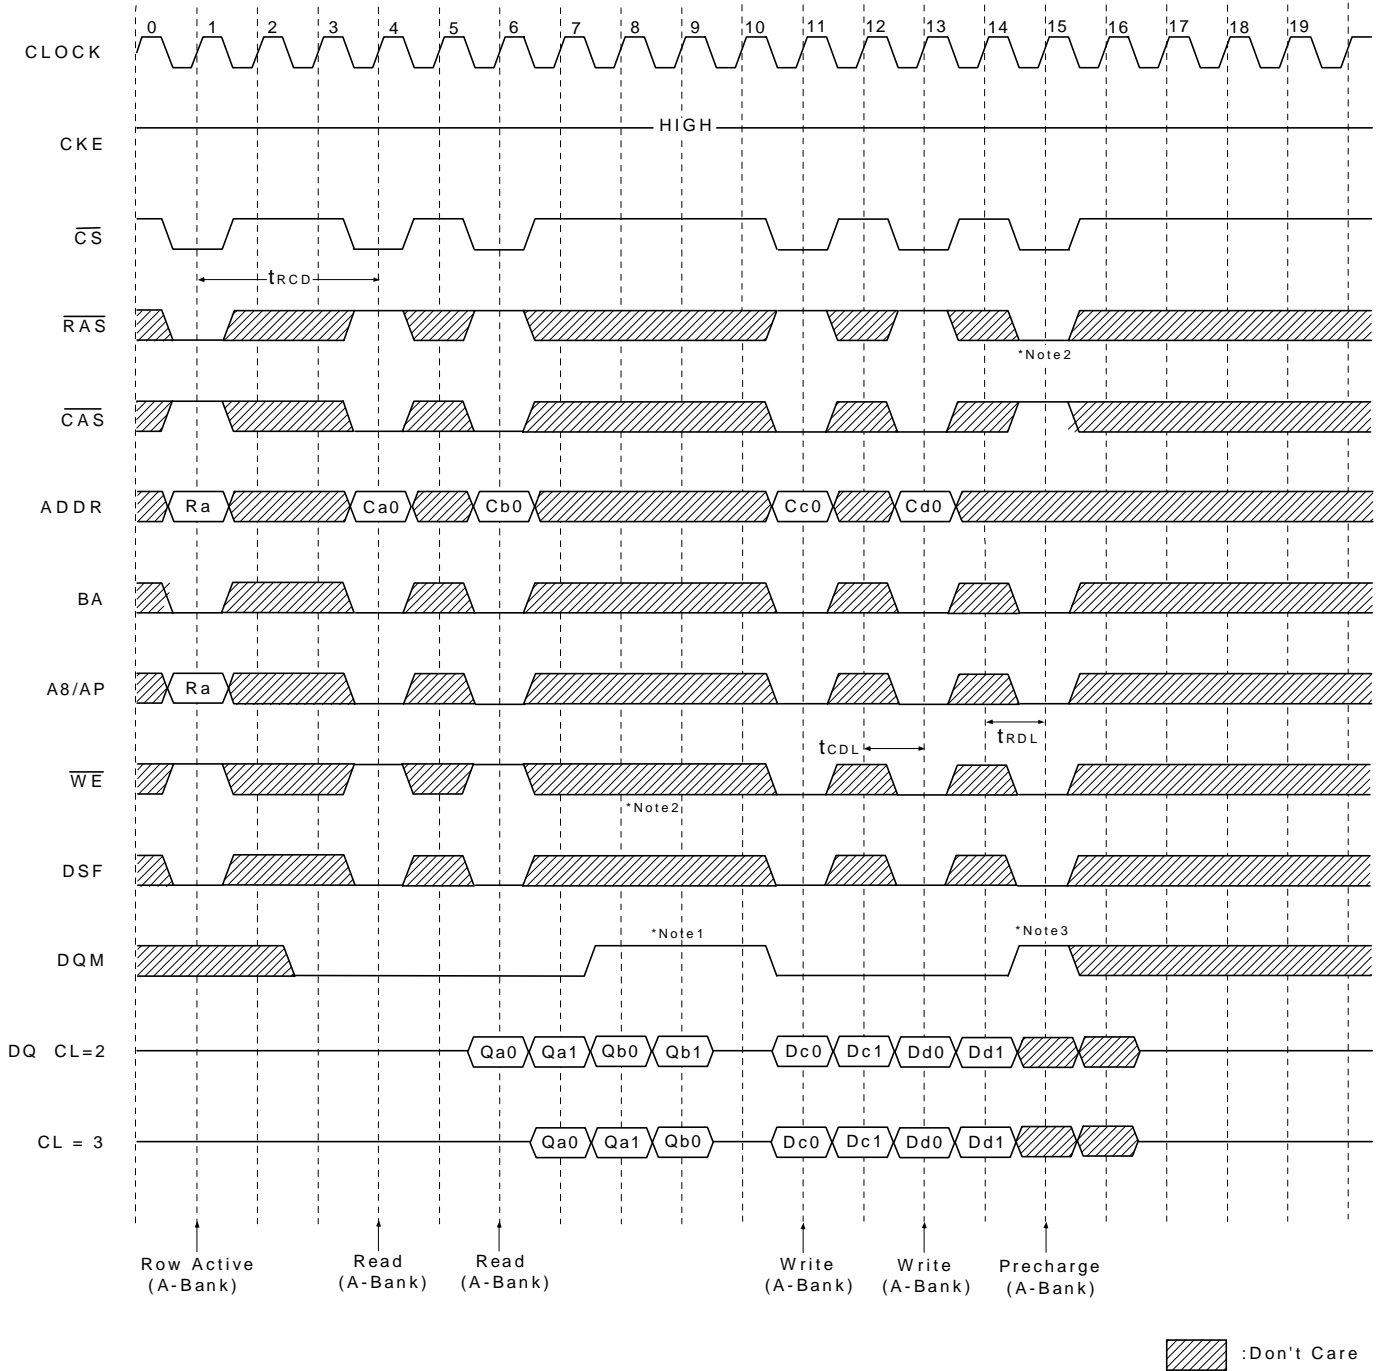 0 1 2 3 4 5 6 7 8 9 10 11 12 13 14 15 16 17 18 19
CLOCK
HIGH
CKE
CS
tRCD
RAS
*Note2
CAS
ADDR Ra Ca0 Cb0 Cc0 Cd0
BA
A8/AP Ra
tCDL tRDL
WE
*Note2
DSF
*Note1 *Note3
DQM
DQ CL=2 Qa0 Qa1 Qb0 Qb1 Dc0 Dc1 Dd0 Dd1
CL = 3 Qa0 Qa1 Qb0 Dc0 Dc1 Dd0 Dd1
Row Active Read Read Write Write Precharge
(A-Bank) (A-Bank) (A-Bank) (A-Bank) (A-Bank) (A-Bank)
:Don't Care